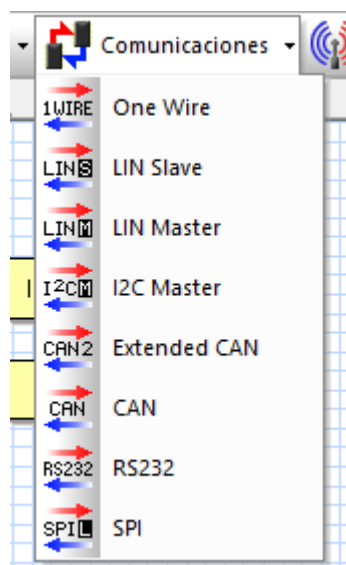 Comunicaciones
1WIRE One Wire
LIN S LIN Slave
LIN M LIN Master
I²C M I2C Master
CAN2 Extended CAN
CAN CAN
RS232 RS232
SPI L SPI